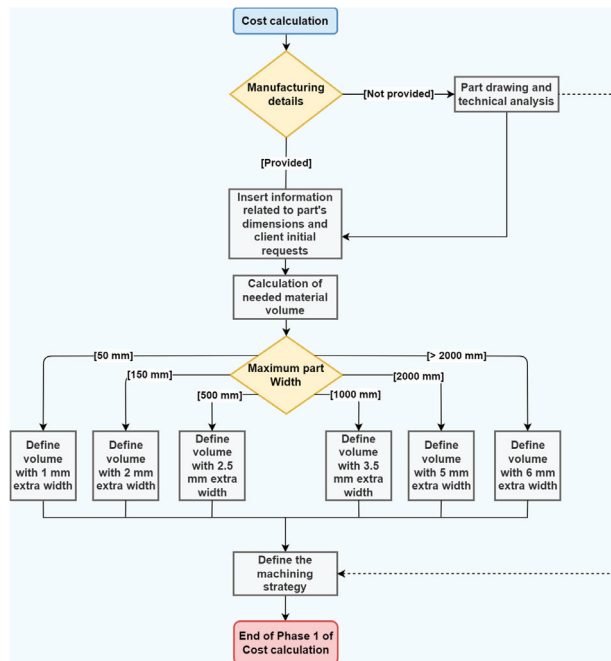 Cost calculation
Manufacturing
details
[Not provided]
Part drawing and
technical analysis
[Provided]
Insert information
related to part's
dimensions and
client initial
requests
Calculation of
needed material
volume
Maximum part
Width
[50 mm]
[150 mm]
[500 mm]
[1000 mm]
[2000 mm]
[> 2000 mm]
Define
volume
with 1 mm
extra width
Define
volume
with 2 mm
extra width
Define
volume
with 2.5
mm extra
width
Define
volume
with 3.5
mm extra
width
Define
volume
with 5 mm
extra width
Define
volume
with 6 mm
extra width
Define the
machining
strategy
End of Phase 1 of
Cost calculation